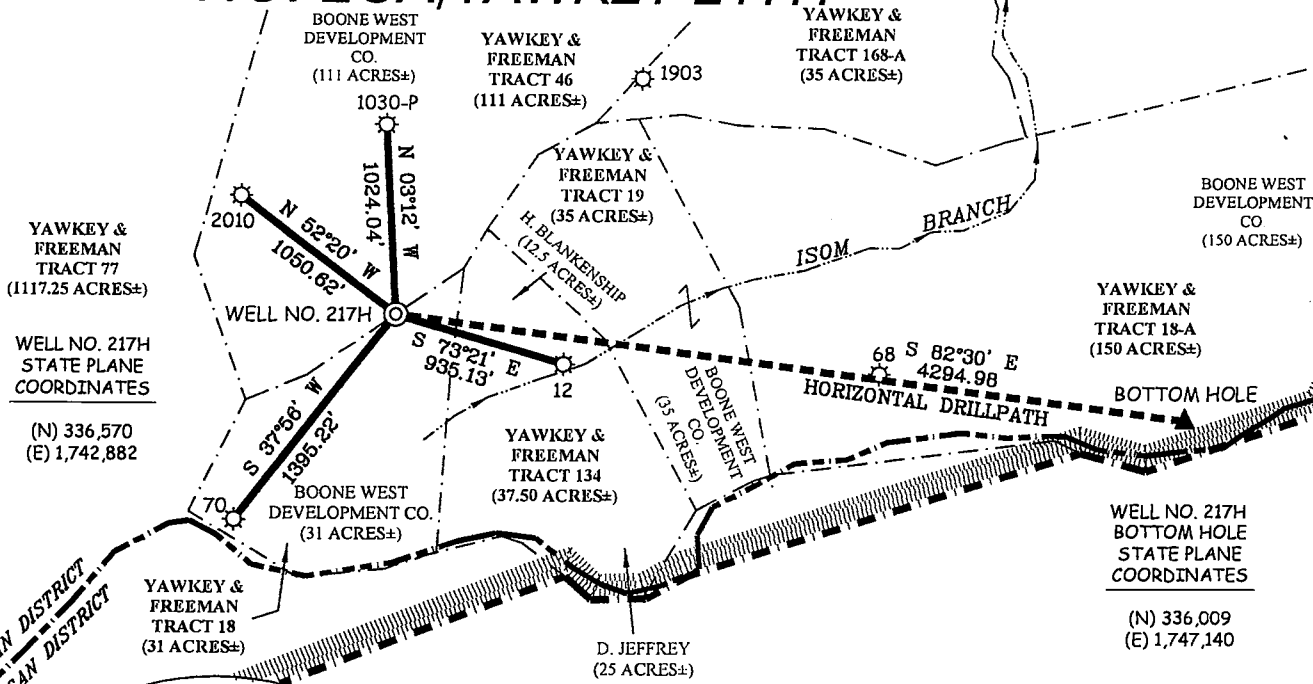 BOONE WEST
DEVELOPMENT
CO.
(111 ACRES±)
YAWKEY &
FREEMAN
TRACT 46
(111 ACRES±)
YAWKEY &
FREEMAN
TRACT 168-A
(35 ACRES±)
1903
1030-P
N 03°12' W
1024.04'
YAWKEY &
FREEMAN
TRACT 19
(35 ACRES±)
2010
N 52°20' W
1050.62'
H. BLANKENSHIP
(12.5 ACRES±)
ISOM BRANCH
BOONE WEST
DEVELOPMENT
CO.
(150 ACRES±)
YAWKEY &
FREEMAN
TRACT 77
(1117.25 ACRES±)
WELL NO. 217H
STATE PLANE
COORDINATES
(N) 336,570
(E) 1,742,882
WELL NO. 217H
S 73°21' E
935.13'
12
S 37°56' W
1395.22'
70
YAWKEY &
FREEMAN
TRACT 18-A
(150 ACRES±)
68
S 82°30' E
4294.98
HORIZONTAL DRILLPATH
BOTTOM HOLE
BOONE WEST
DEVELOPMENT
CO.
(35 ACRES±)
YAWKEY &
FREEMAN
TRACT 134
(37.50 ACRES±)
BOONE WEST
DEVELOPMENT CO.
(31 ACRES±)
YAWKEY &
FREEMAN
TRACT 18
(31 ACRES±)
D. JEFFREY
(25 ACRES±)
WELL NO. 217H
BOTTOM HOLE
STATE PLANE
COORDINATES
(N) 336,009
(E) 1,747,140
DISTRICT
DISTRICT